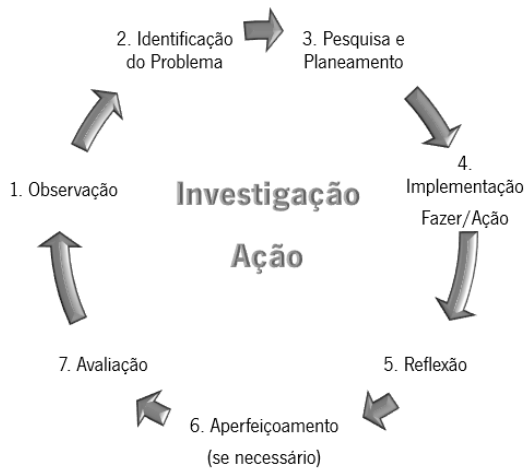 2. Identificação
do Problema
3. Pesquisa e
Planeamento
4.
Implementação
Fazer/Ação
5. Reflexão
6. Aperfeiçoamento
(se necessário)
7. Avaliação
1. Observação
Investigação
Ação